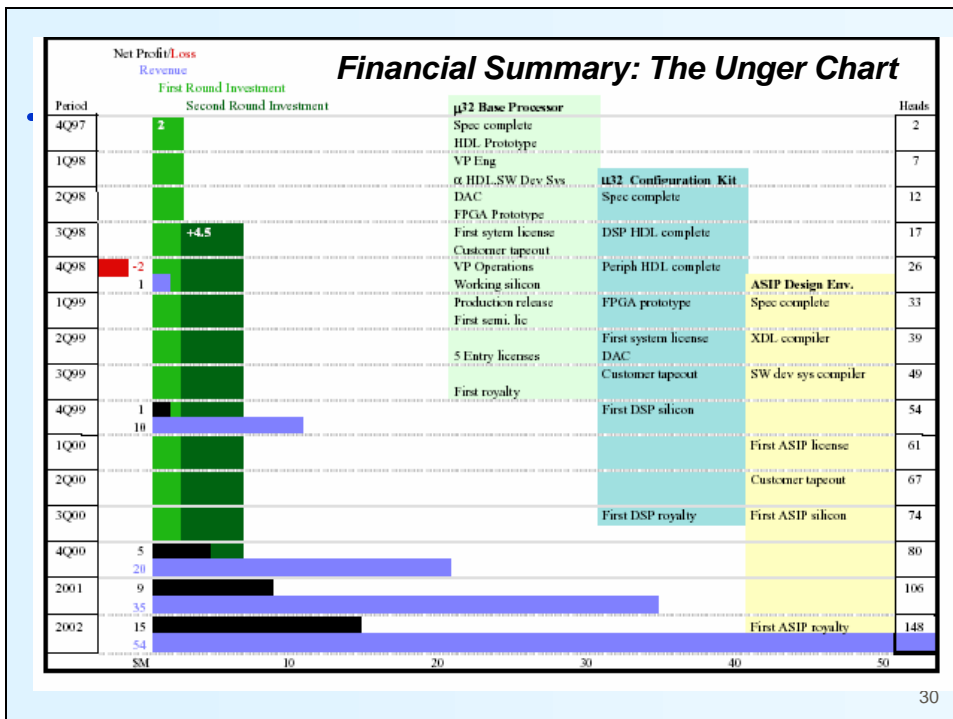 Net Profit/Loss
Financial Summary: The Unger Chart
Revenue
First Round Investment
Period Second Round Investment μ32 Base Processor Heads
4Q97 2 Spec complete 2
HDL Prototype
1Q98 VP Eng 7
α HDL,SW Dev Sys μ32 Configuration Kit
2Q98 DAC Spec complete 12
FPGA Prototype
3Q98 +4.5 First sytem license DSP HDL complete 17
Customer tapeout
4Q98 -2 VP Operations Periph HDL complete 26
1 Working silicon ASIP Design Env.
1Q99 Production release FPGA prototype Spec complete 33
First semi. lic
2Q99 First system license XDL compiler 39
5 Entry licenses DAC
3Q99 Customer tapeout SW dev sys compiler 49
First royalty
4Q99 1 First DSP silicon 54
10
1Q00 First ASIP license 61
2Q00 Customer tapeout 67
3Q00 First DSP royalty First ASIP silicon 74
4Q00 5 80
20
2001 9 106
35
2002 15 First ASIP royalty 148
54
$M 10 20 30 40 50
30